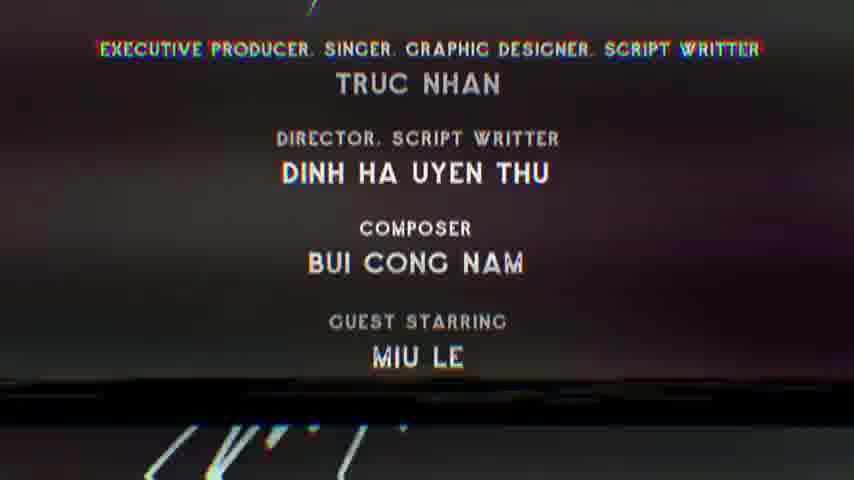 EXECUTIVE PRODUCER. SINGER. GRAPHIC DESIGNER. SCRIPT WRITTER
TRUC NHAN
DIRECTOR. SCRIPT WRITTER
DINH HA UYEN THU
COMPOSER
BUI CONG NAM
GUEST STARRING
MIU LE